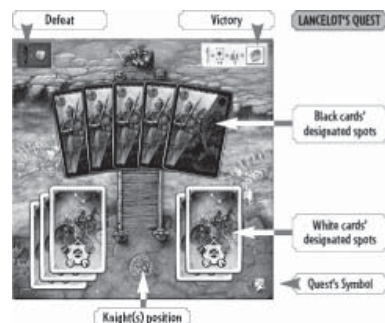 Defeat
Victory
LANCELOT'S QUEST
Black cards'
designated spots
White cards'
designated spots
Quest's Symbol
Knight(s) position